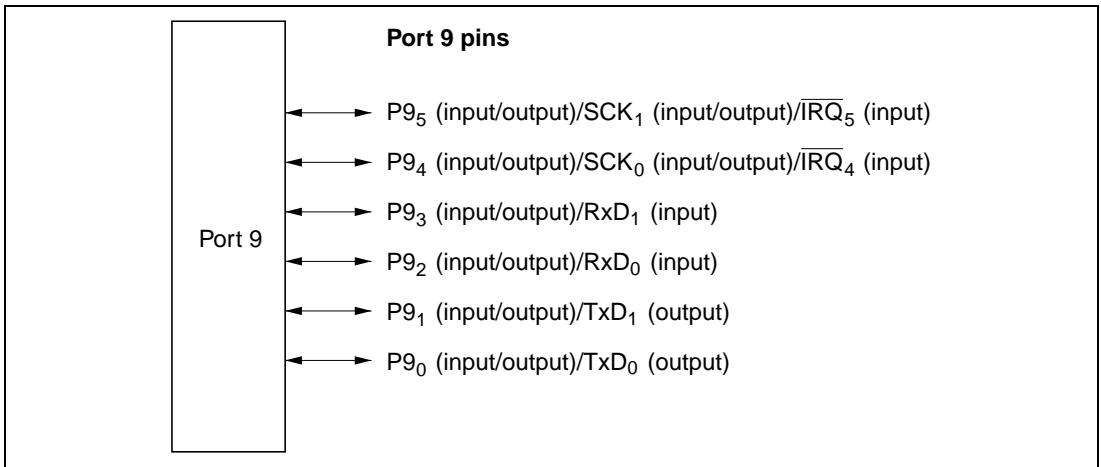 Port 9 pins
P9₅ (input/output)/SCK₁ (input/output)/I̅R̅Q̅₅ (input)
P9₄ (input/output)/SCK₀ (input/output)/I̅R̅Q̅₄ (input)
P9₃ (input/output)/RxD₁ (input)
Port 9
P9₂ (input/output)/RxD₀ (input)
P9₁ (input/output)/TxD₁ (output)
P9₀ (input/output)/TxD₀ (output)